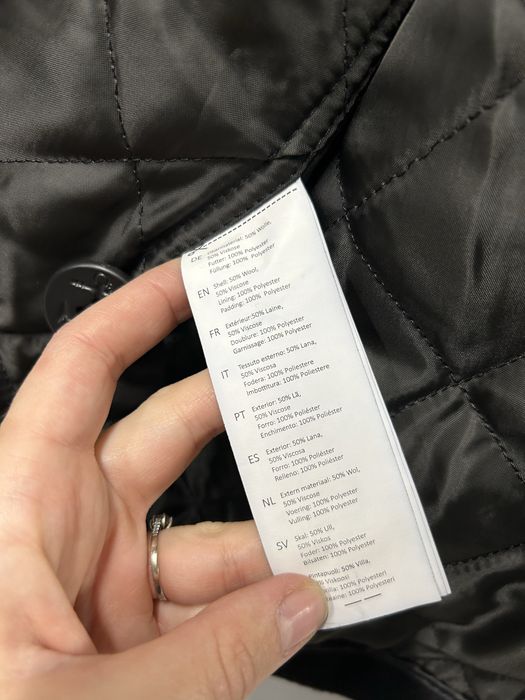 DE 50% Wolle,
50% Viskose
Futter: 100% Polyester
Füllung: 100% Polyester
EN Shell: 50% Wool,
50% Viscose
Lining: 100% Polyester
Padding: 100% Polyester
FR Extérieur:50% Laine,
50% Viscose
Doublure: 100% Polyester
Garnissage: 100% Polyester
IT Tessuto esterno: 50% Lana,
50% Viscosa
Fodera: 100% Poliestere
Imbottitura: 100% Poliestere
PT Exterior: 50% Lã,
50% Viscose
Forro: 100% Poliéster
Enchimento: 100% Poliéster
ES Exterior: 50% Lana,
50% Viscosa
Forro: 100% Poliéster
Relleno: 100% Poliéster
NL Extern materiaal: 50% Wol,
50% Viscose
Voering: 100% Polyester
Vulling: 100% Polyester
SV Skal: 50% Ull,
50% Viskos
Foder: 100% Polyester
Bilsäten: 100% Polyester
50% Villa,
Viskoosi
100% Polyesteri
100% Polyesteri